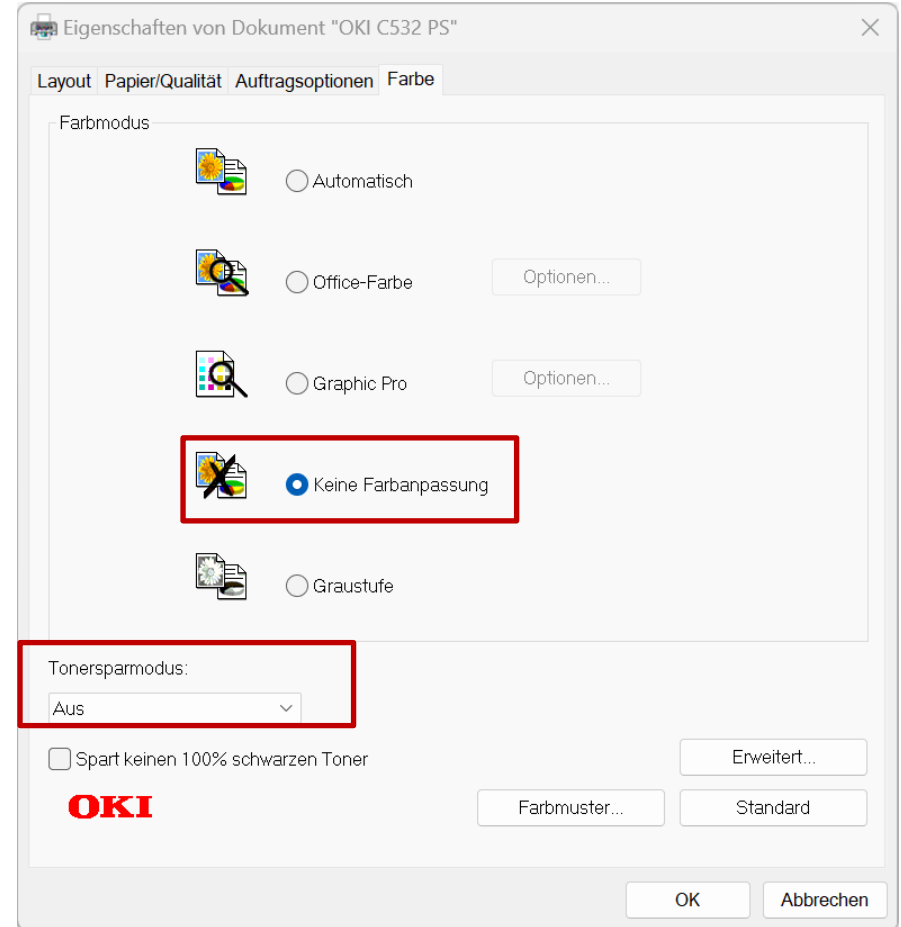 Eigenschaften von Dokument "OKI C532 PS"
Layout Papier/Qualität Auftragsoptionen Farbe
Farbmodus
Automatisch
Office-Farbe Optionen...
Graphic Pro Optionen...
Keine Farbanpassung
Graustufe
Tonersparmodus:
Aus
Spart keinen 100% schwarzen Toner Erweitert...
OKI Farbmuster... Standard
OK Abbrechen